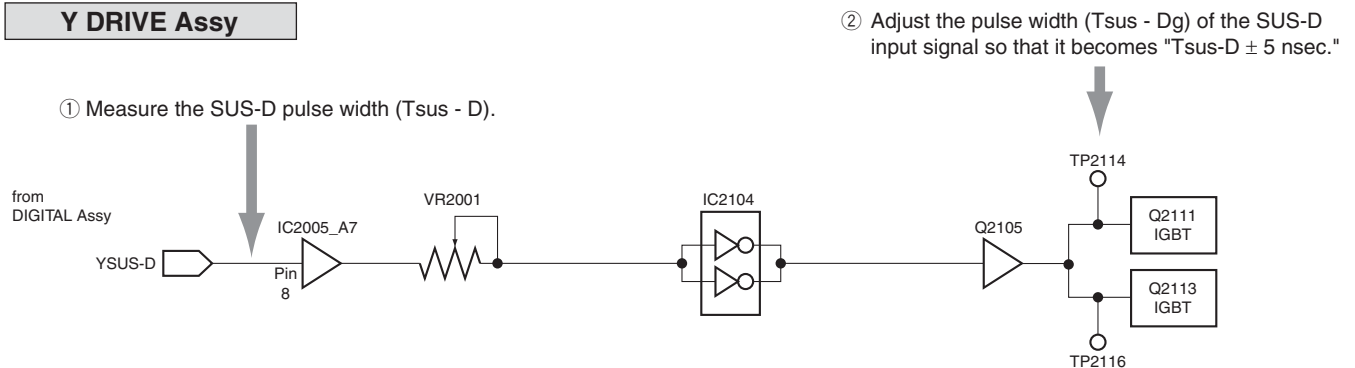 Y DRIVE Assy
② Adjust the pulse width (Tsus - Dg) of the SUS-D
input signal so that it becomes "Tsus-D ± 5 nsec."
① Measure the SUS-D pulse width (Tsus - D).
from
DIGITAL Assy
YSUS-D
Pin
8
IC2005_A7
VR2001
IC2104
Q2105
TP2114
Q2111
IGBT
Q2113
IGBT
TP2116